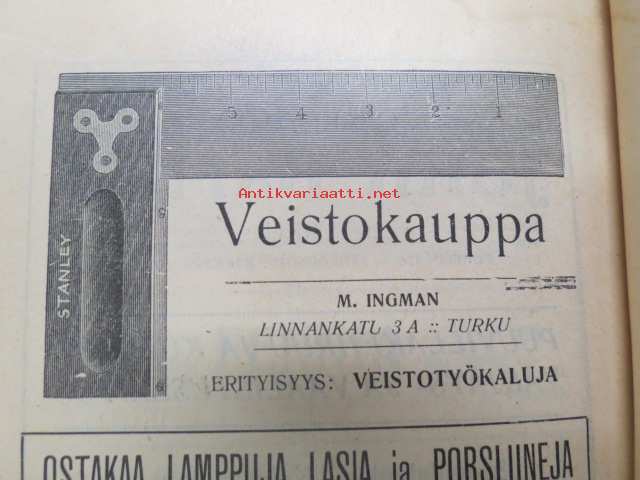 5 4 3 2 1
Antikvariaatti.net
Veistokauppa
STANLEY
M. INGMAN
LINNANKATU 3 A :: TURKU
ERITYISYYS: VEISTOTYÖKALUJA
OSTAKAA LAMPPUJA LASIA ja PORSLIINEJA